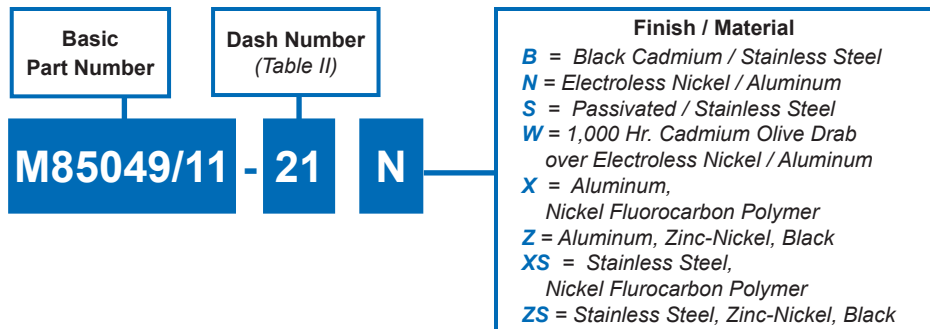 Basic
Part Number
Dash Number
(Table II)
M85049/11 - 21 N
Finish / Material
B = Black Cadmium / Stainless Steel
N = Electroless Nickel / Aluminum
S = Passivated / Stainless Steel
W = 1,000 Hr. Cadmium Olive Drab
over Electroless Nickel / Aluminum
X = Aluminum,
Nickel Fluorocarbon Polymer
Z = Aluminum, Zinc-Nickel, Black
XS = Stainless Steel,
Nickel Flurocarbon Polymer
ZS = Stainless Steel, Zinc-Nickel, Black